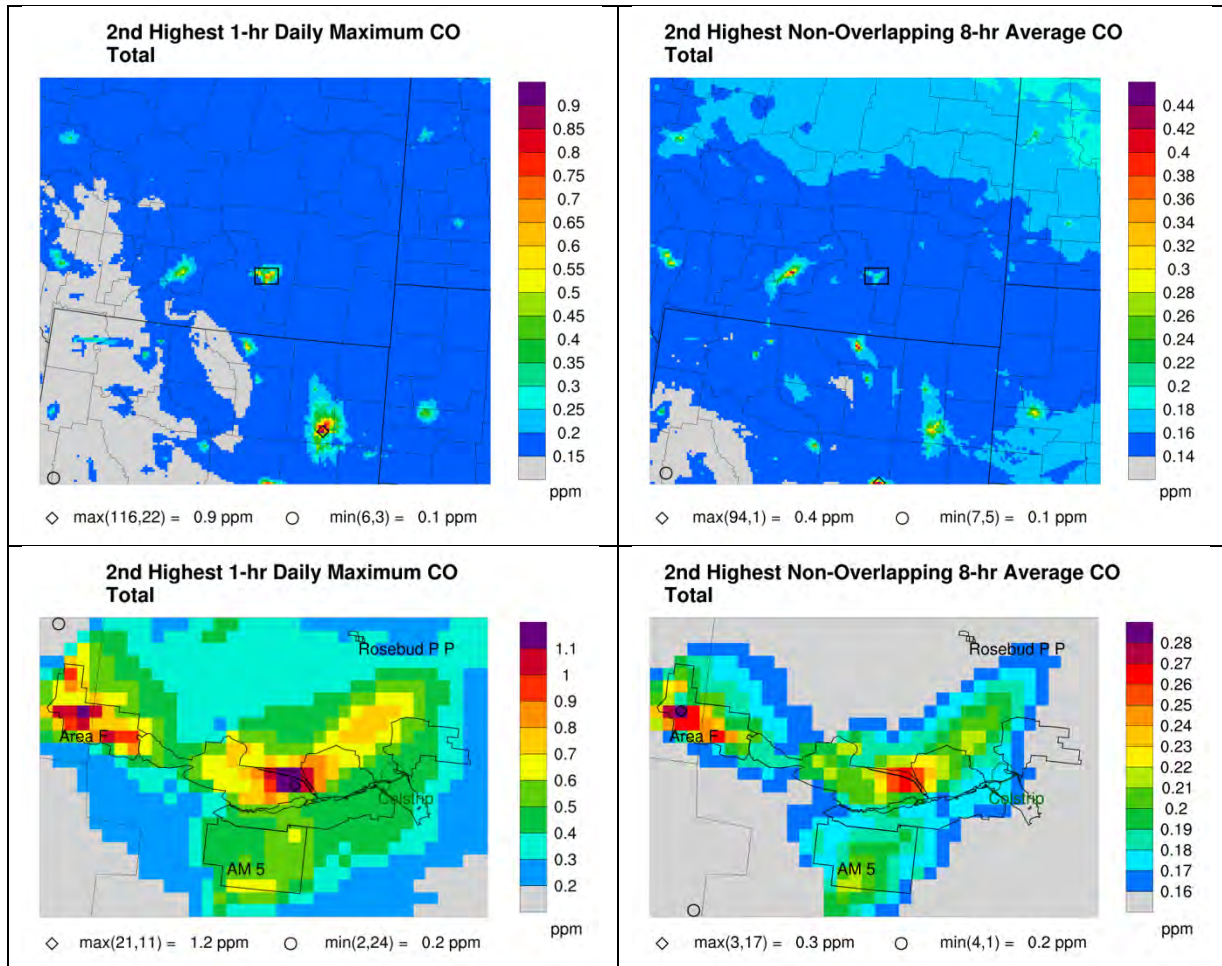 2nd Highest 1-hr Daily Maximum CO
Total
0.9
0.85
0.8
0.75
0.7
0.65
0.6
0.55
0.5
0.45
0.4
0.35
0.3
0.25
0.2
0.15
ppm
max(116,22) = 0.9 ppm min(6,3) = 0.1 ppm
2nd Highest Non-Overlapping 8-hr Average CO
Total
0.44
0.42
0.4
0.38
0.36
0.34
0.32
0.3
0.28
0.26
0.24
0.22
0.2
0.18
0.16
0.14
ppm
max(94,1) = 0.4 ppm min(7,5) = 0.1 ppm
2nd Highest 1-hr Daily Maximum CO
Total
Rosebud P P
Area F
Colstrip
AM 5
1.1
1
0.9
0.8
0.7
0.6
0.5
0.4
0.3
0.2
ppm
max(21,11) = 1.2 ppm min(2,24) = 0.2 ppm
2nd Highest Non-Overlapping 8-hr Average CO
Total
Rosebud P P
Area F
Colstrip
AM 5
0.28
0.27
0.26
0.25
0.24
0.23
0.22
0.21
0.2
0.19
0.18
0.17
0.16
ppm
max(3,17) = 0.3 ppm min(4,1) = 0.2 ppm